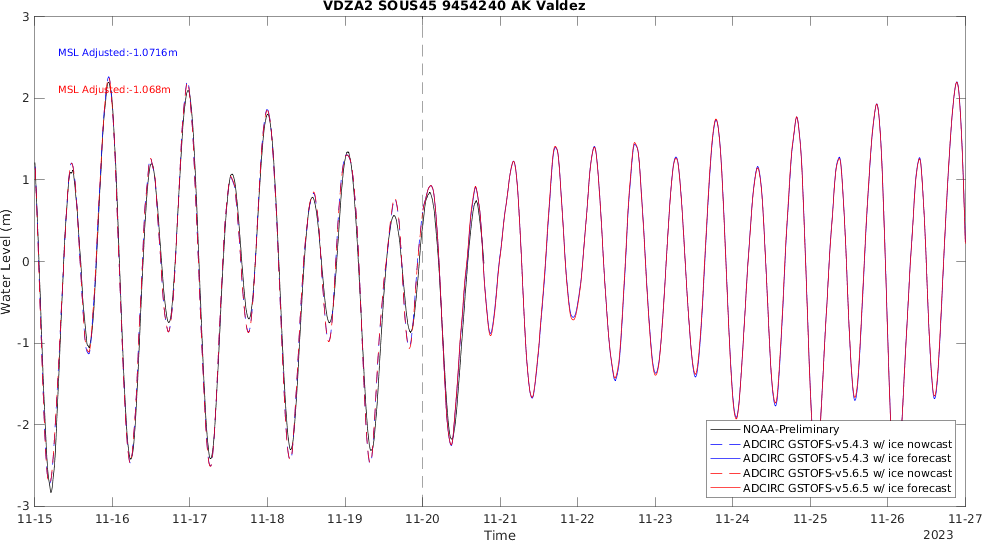 VDZA2 SOUS45 9454240 AK Valdez
MSL Adjusted:-1.0716m
MSL Adjusted:-1.068m
Water Level (m)
3
2
1
0
-1
-2
-3
NOAA-Preliminary
ADCIRC GSTOFS-v5.4.3 w/ ice nowcast
ADCIRC GSTOFS-v5.4.3 w/ ice forecast
ADCIRC GSTOFS-v5.6.5 w/ ice nowcast
ADCIRC GSTOFS-v5.6.5 w/ ice forecast
11-15 11-16 11-17 11-18 11-19 11-20 11-21 11-22 11-23 11-24 11-25 11-26 11-27
Time
2023